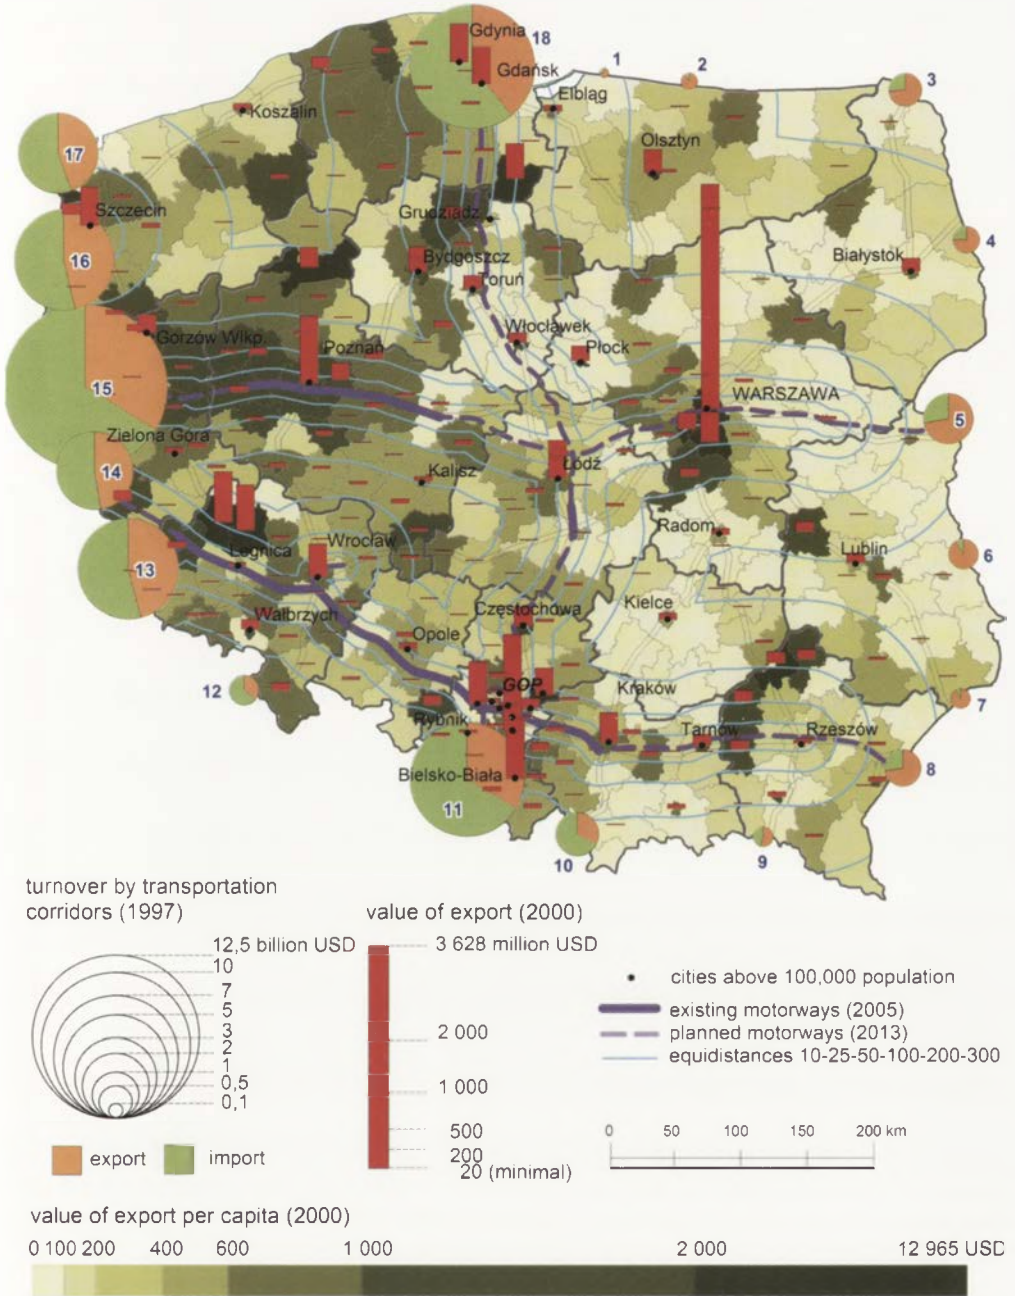 Gdynia
18
Gdańsk
1
2
3
Koszalin
Elbląg
Olsztyn
17
Szczecin
Grudziądz
4
16
Bydgoszcz
Białystok
Toruń
Gorzów Wlkp.
Włocławek
Poznań
Płock
15
WARSZAWA
5
Zielona Góra
Łódź
14
Kalisz
Radom
Wrocław
Legnica
Lublin
6
13
Wałbrzych
Częstochowa
Kielce
Opole
12
GOP
Kraków
7
Rybnik
Tarnów
Rzeszów
8
Bielsko-Biała
11
10
9
turnover by transportation
corridors (1997)
12,5 billion USD
10
7
5
3
2
1
0,5
0,1
export
import
value of export (2000)
3 628 million USD
2 000
1 000
500
200
20 (minimal)
cities above 100,000 population
existing motorways (2005)
planned motorways (2013)
equidistances 10-25-50-100-200-300
0 50 100 150 200 km
value of export per capita (2000)
0 100 200 400 600 1 000 2 000 12 965 USD